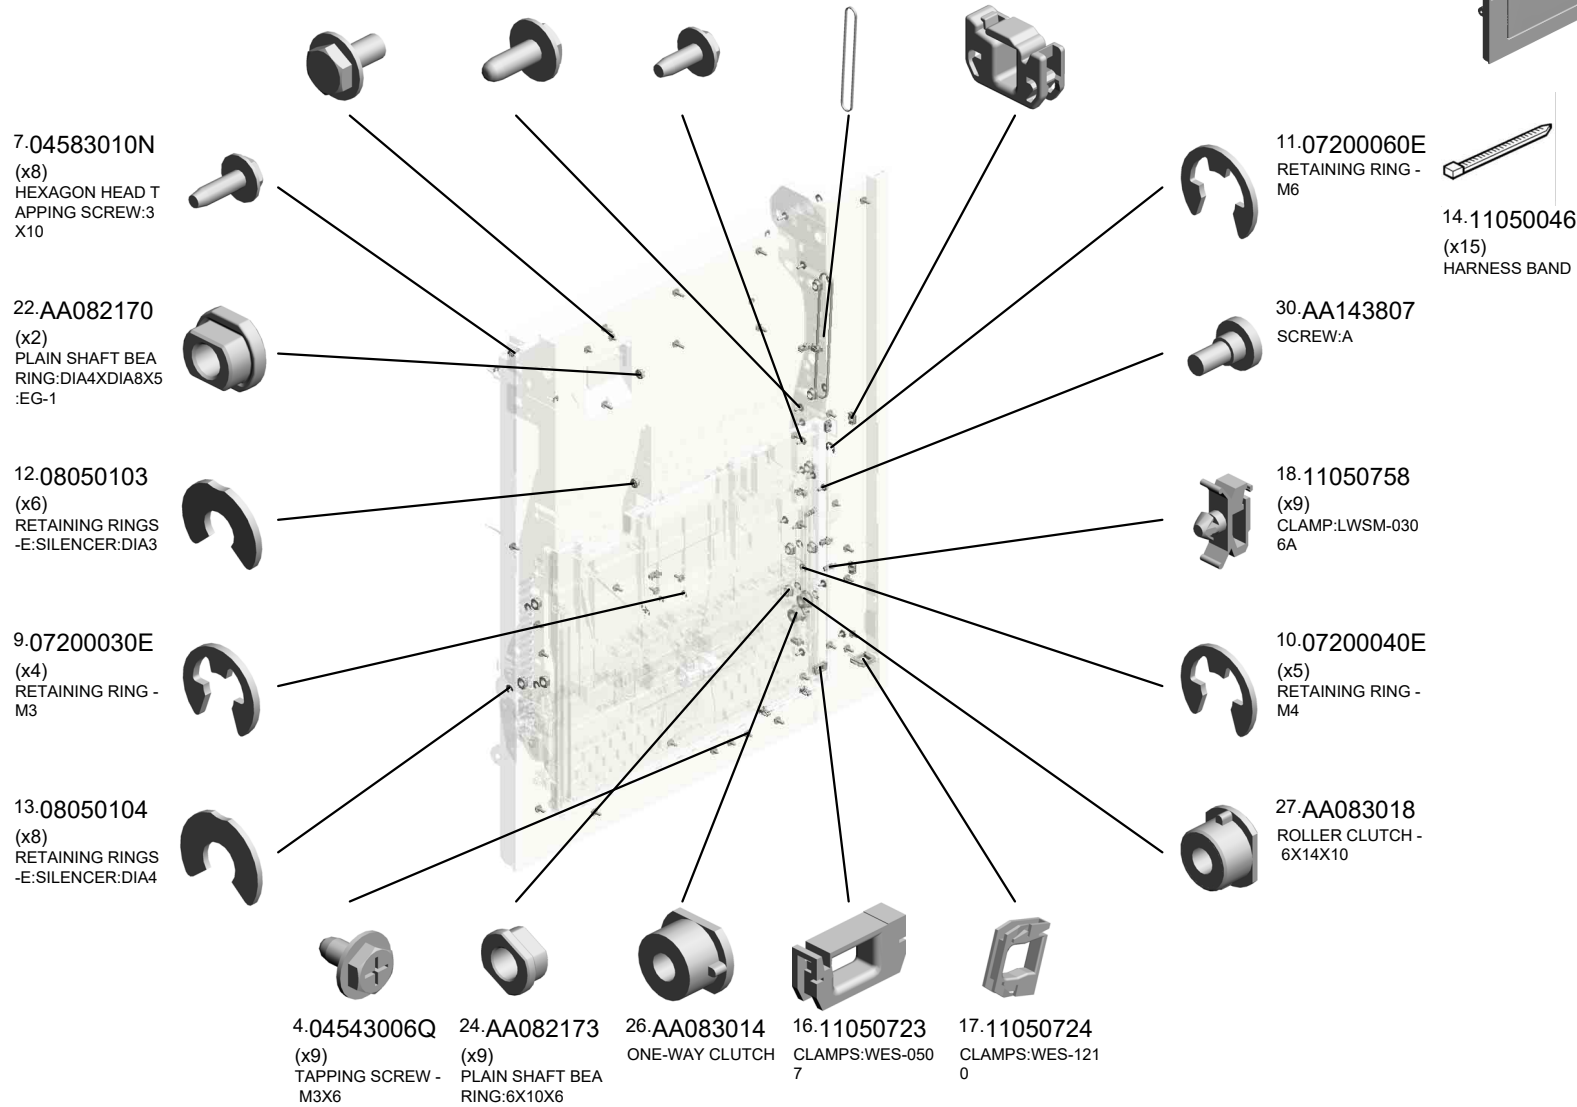 7.04583010N
(x8)
HEXAGON HEAD T
APPING SCREW:3
X10
22.AA082170
(x2)
PLAIN SHAFT BEA
RING:DIA4XDIA8X5
:EG-1
12.08050103
(x6)
RETAINING RINGS
-E:SILENCER:DIA3
9.07200030E
(x4)
RETAINING RING -
M3
13.08050104
(x8)
RETAINING RINGS
-E:SILENCER:DIA4
4.04543006Q
(x9)
TAPPING SCREW -
M3X6
24.AA082173
(x9)
PLAIN SHAFT BEA
RING:6X10X6
26.AA083014
ONE-WAY CLUTCH
16.11050723
CLAMPS:WES-050
7
17.11050724
CLAMPS:WES-121
0
11.07200060E
RETAINING RING -
M6
30.AA143807
SCREW:A
18.11050758
(x9)
CLAMP:LWSM-030
6A
10.07200040E
(x5)
RETAINING RING -
M4
27.AA083018
ROLLER CLUTCH -
6X14X10
14.11050046
(x15)
HARNESS BAND